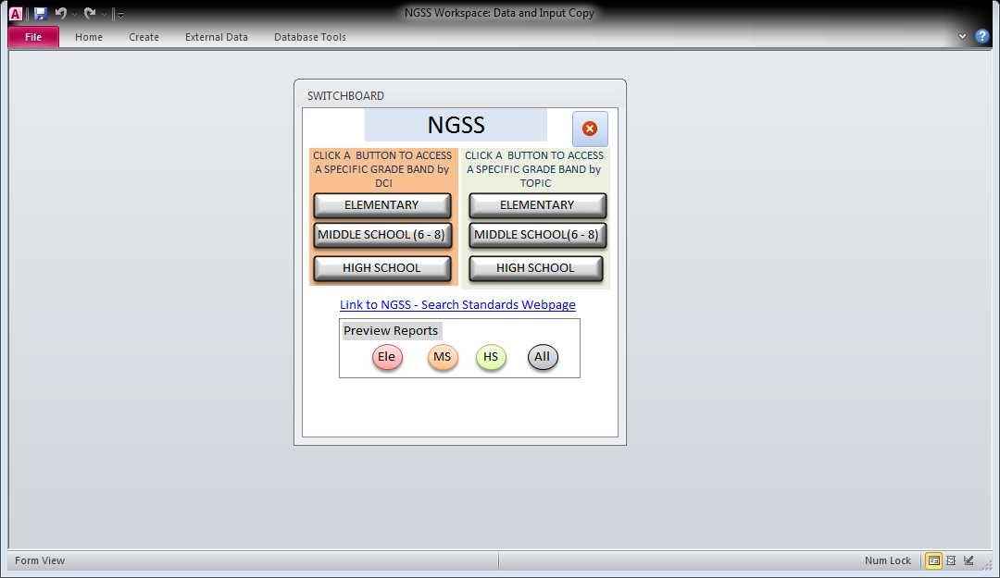 NGSS Workspace: Data and Input Copy
File Home Create External Data Database Tools
SWITCHBOARD
NGSS
CLICK A BUTTON TO ACCESS
A SPECIFIC GRADE BAND by
DCI
ELEMENTARY
MIDDLE SCHOOL (6 - 8)
HIGH SCHOOL
CLICK A BUTTON TO ACCESS
A SPECIFIC GRADE BAND by
TOPIC
ELEMENTARY
MIDDLE SCHOOL(6 - 8)
HIGH SCHOOL
Link to NGSS - Search Standards Webpage
Preview Reports
Ele MS HS All
Form View Num Lock